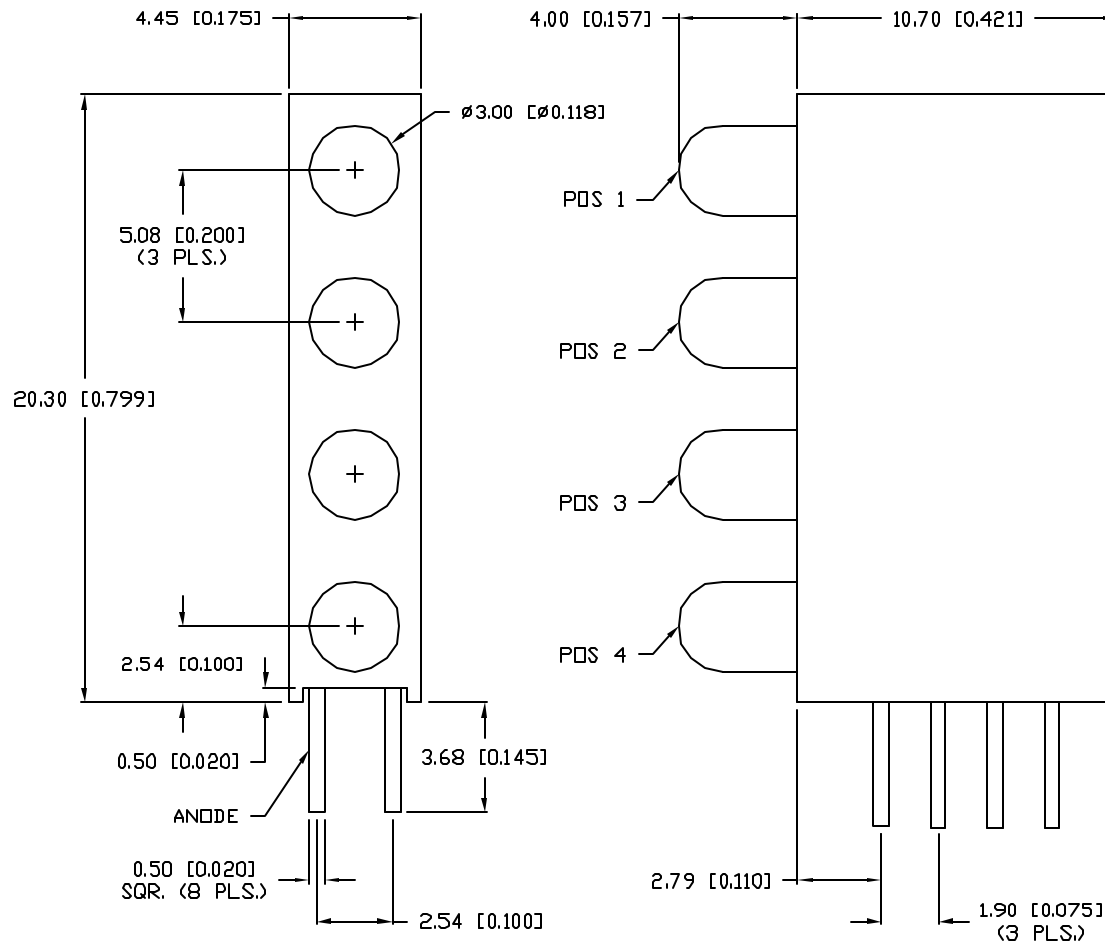 4.45 [0.175]
4.00 [0.157]
10.70 [0.421]
ø3.00 [ø0.118]
POS 1
5.08 [0.200]
(3 PLS.)
POS 2
20.30 [0.799]
POS 3
2.54 [0.100]
POS 4
0.50 [0.020]
3.68 [0.145]
ANODE
0.50 [0.020]
SQR. (8 PLS.)
2.54 [0.100]
2.79 [0.110]
1.90 [0.075]
(3 PLS.)